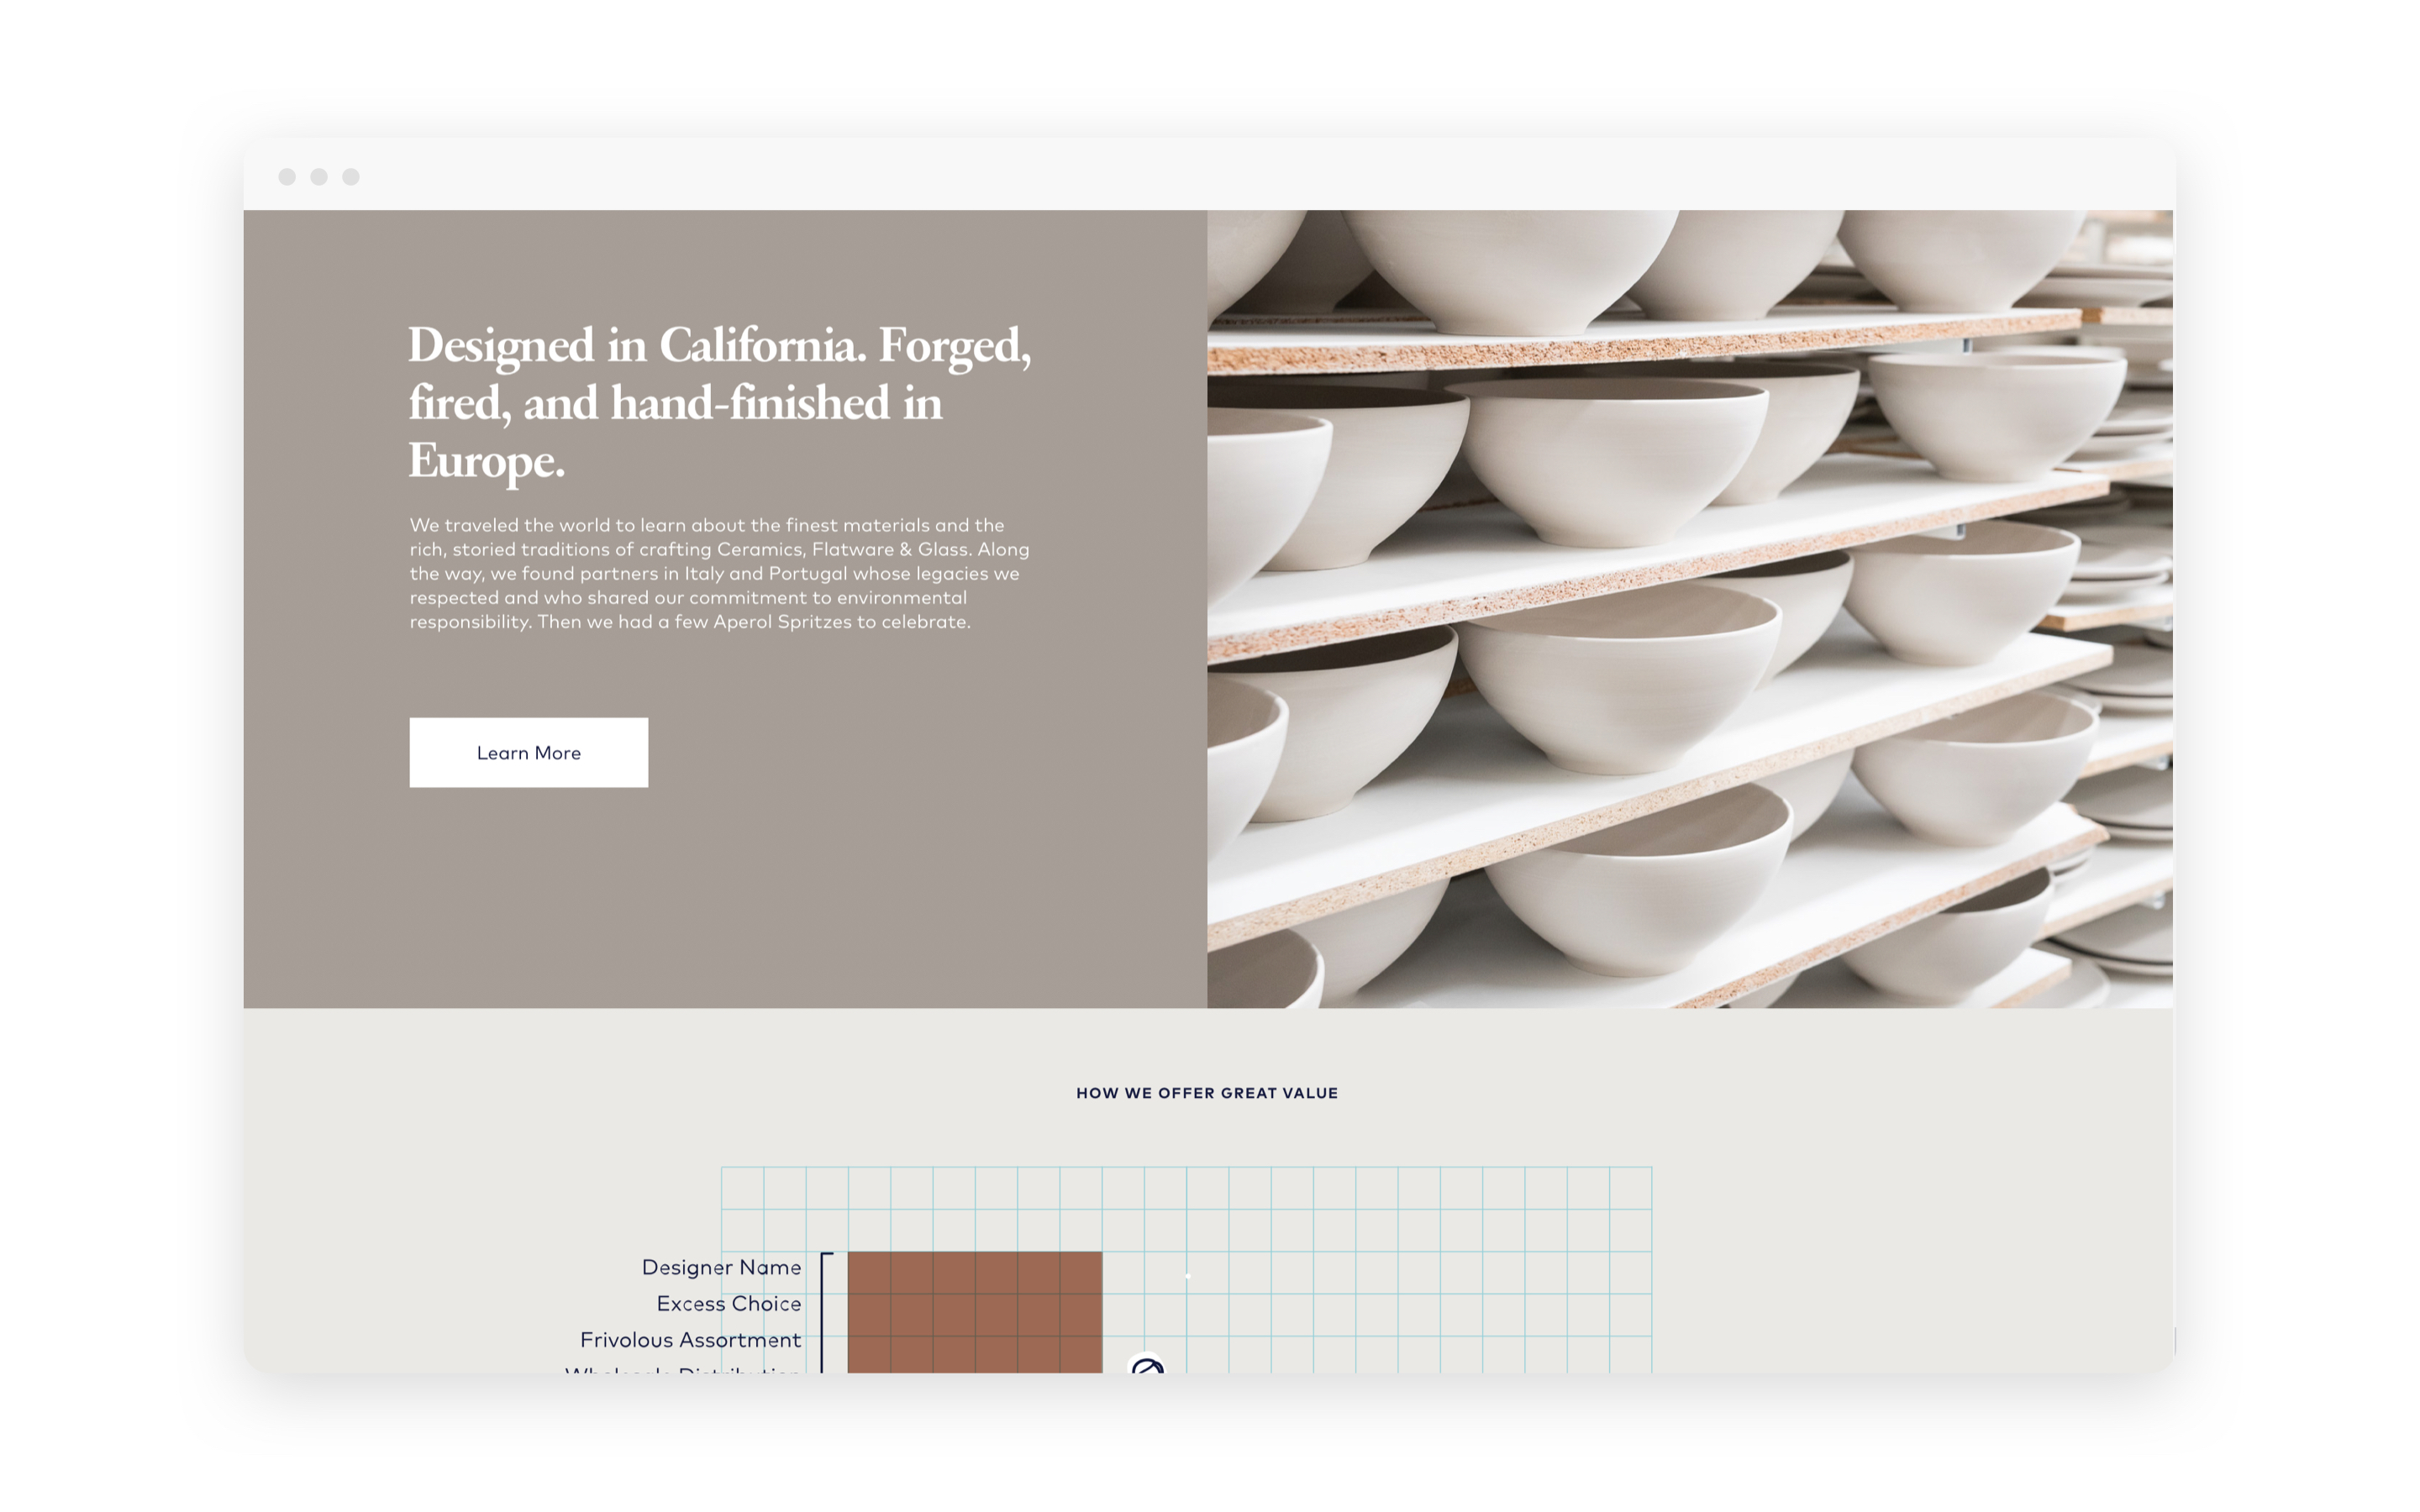 Designed in California. Forged,
fired, and hand-finished in
Europe.
We traveled the world to learn about the finest materials and the
rich, storied traditions of crafting Ceramics, Flatware & Glass. Along
the way, we found partners in Italy and Portugal whose legacies we
respected and who shared our commitment to environmental
responsibility. Then we had a few Aperol Spritzes to celebrate.
Learn More
HOW WE OFFER GREAT VALUE
Designer Name
Excess Choice
Frivolous Assortment
Wholesale Distribution